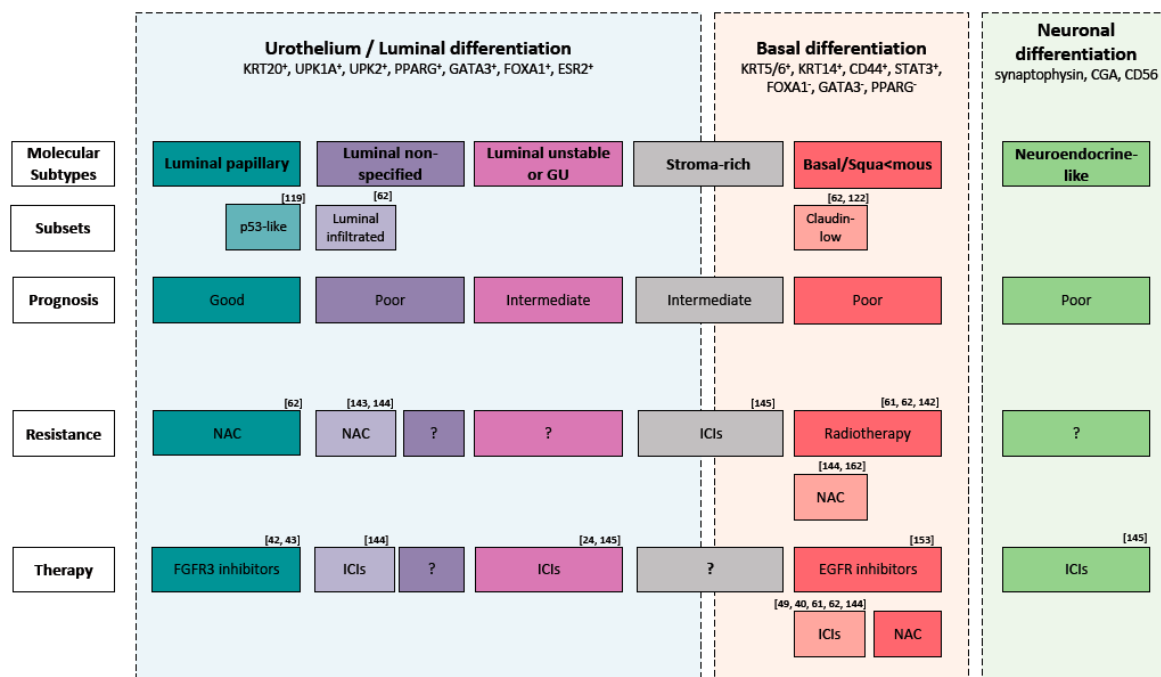 Urothelium / Luminal differentiation
KRT20⁺, UPK1A⁺, UPK2⁺, PPARG⁺, GATA3⁺, FOXA1⁺, ESR2⁺
Basal differentiation
KRT5/6⁺, KRT14⁺, CD44⁺, STAT3⁺,
FOXA1⁻, GATA3⁻, PPARG⁻
Neuronal
differentiation
synaptophysin, CGA, CD56
Molecular
Subtypes
Luminal papillary
Luminal non-
specified
Luminal unstable
or GU
Stroma-rich
Basal/Squa<mous
Neuroendocrine-
like
Subsets
[119]
p53-like
[62]
Luminal
infiltrated
[62, 122]
Claudin-
low
Prognosis
Good
Poor
Intermediate
Intermediate
Poor
Poor
Resistance
[62]
NAC
[143, 144]
NAC
?
?
[145]
ICIs
[61, 62, 142]
Radiotherapy
?
[144, 162]
NAC
Therapy
[42, 43]
FGFR3 inhibitors
[144]
ICIs
?
[24, 145]
ICIs
?
[153]
EGFR inhibitors
[145]
ICIs
[49, 40, 61, 62, 144]
ICIs
NAC